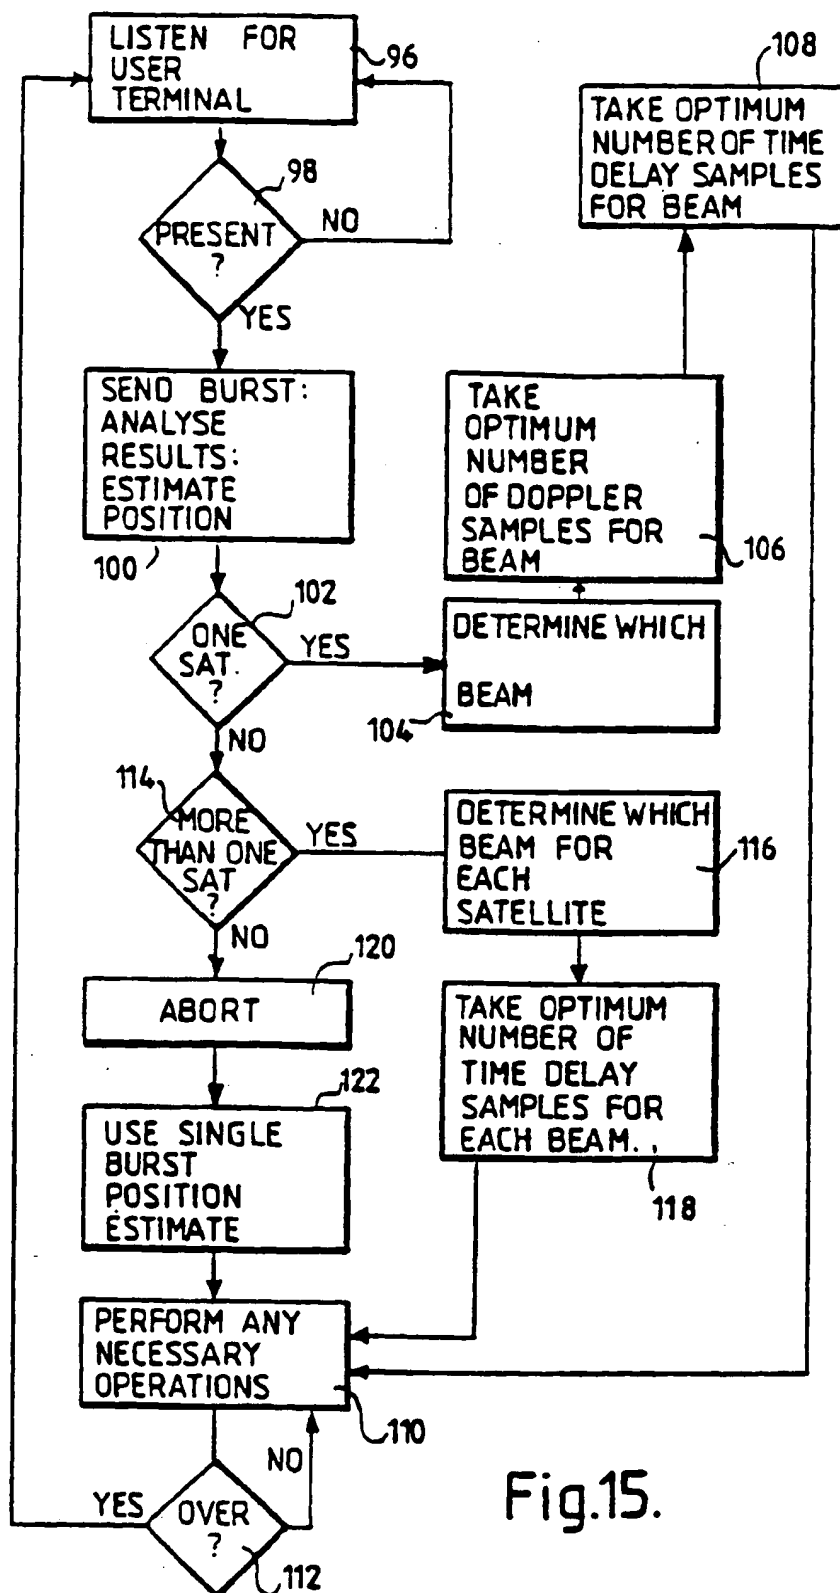 LISTEN FOR
USER
TERMINAL
96
98
PRESENT
?
NO
YES
SEND BURST:
ANALYSE
RESULTS:
ESTIMATE
POSITION
100
102
ONE
SAT.
?
YES
NO
108
TAKE OPTIMUM
NUMBER OF TIME
DELAY SAMPLES
FOR BEAM
TAKE
OPTIMUM
NUMBER
OF DOPPLER
SAMPLES FOR
BEAM
106
DETERMINE WHICH
BEAM
104
114
MORE
THAN ONE
SAT
?
YES
NO
DETERMINE WHICH
BEAM FOR
EACH
SATELLITE
116
120
ABORT
TAKE OPTIMUM
NUMBER OF
TIME DELAY
SAMPLES FOR
EACH BEAM.
118
122
USE SINGLE
BURST
POSITION
ESTIMATE
PERFORM ANY
NECESSARY
OPERATIONS
110
NO
YES
OVER
?
112
Fig.15.